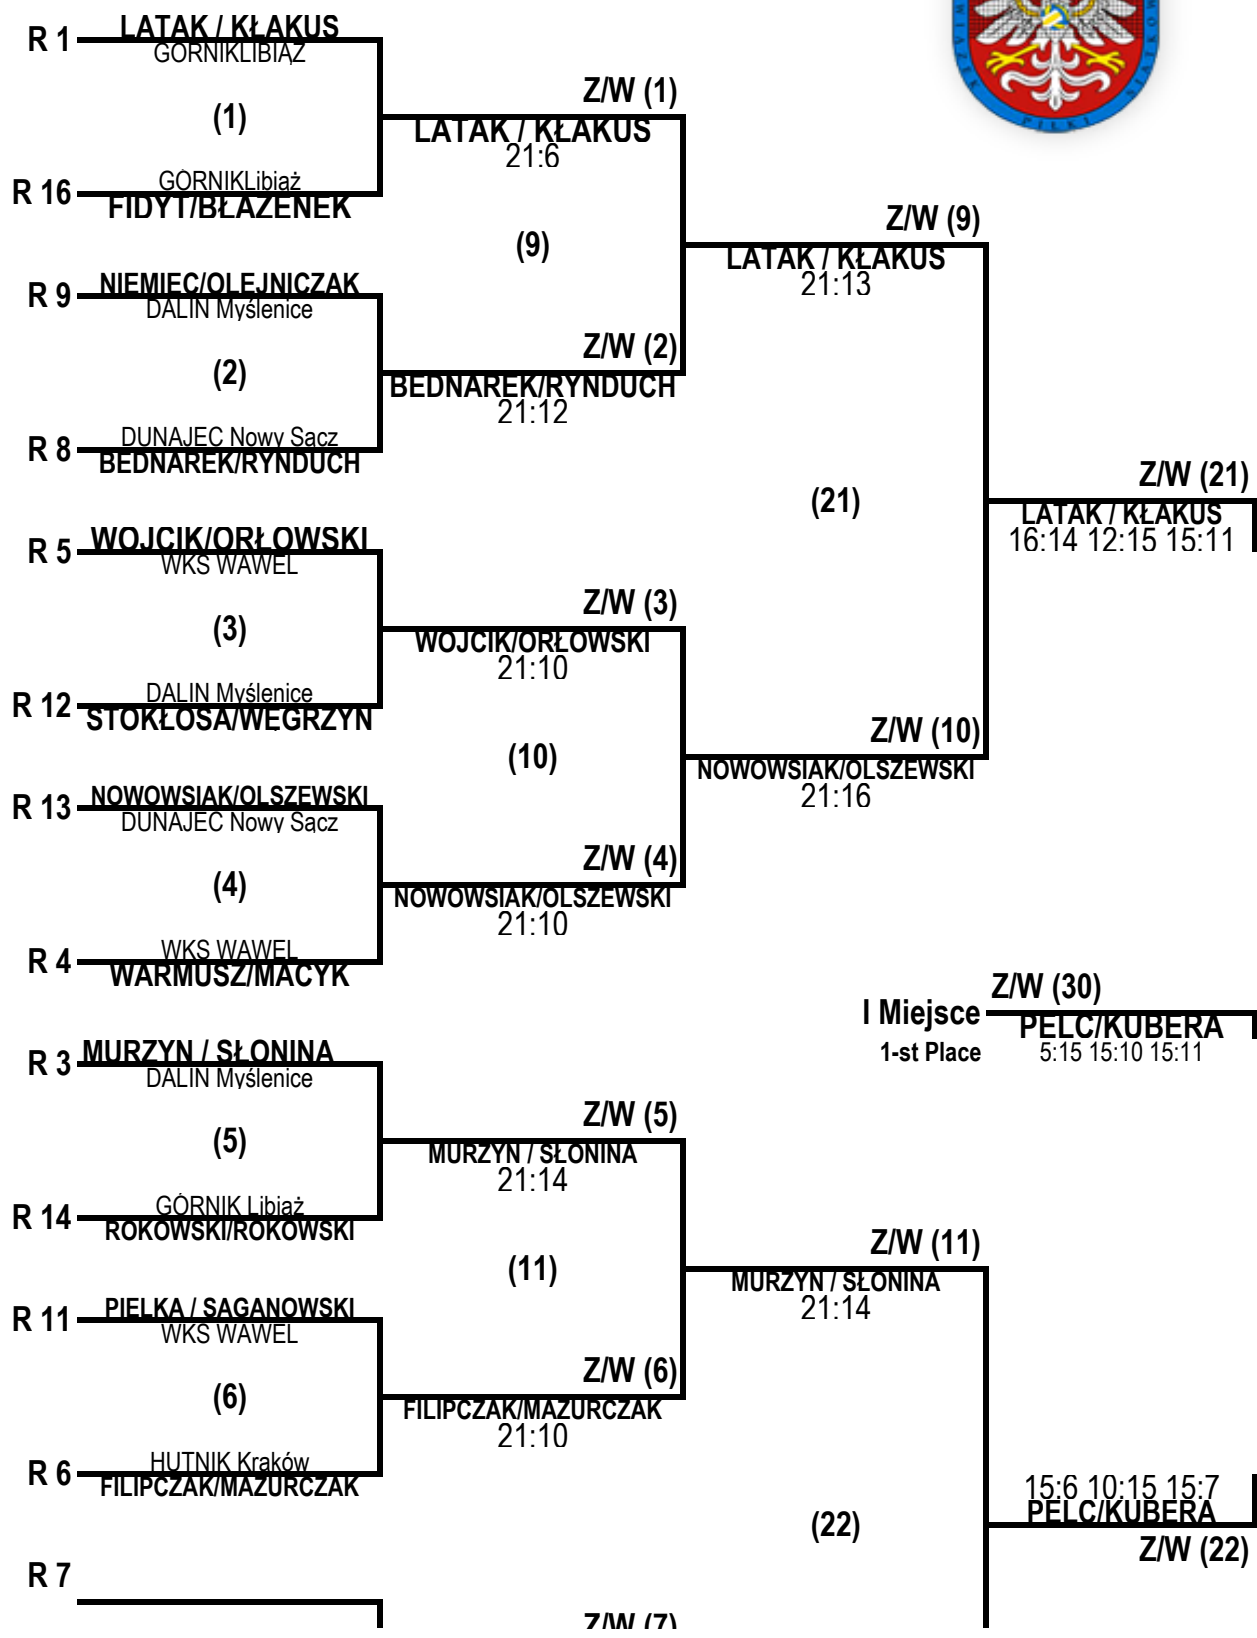 R 1
LATAK / KŁAKUS
GÓRNIKLIBIĄŻ
(1)
R 16
GÓRNIKLibiąż
FIDYT/BŁAŻENEK
R 9
NIEMIEC/OLEJNICZAK
DALIN Myślenice
(2)
R 8
DUNAJEC Nowy Sącz
BEDNAREK/RYNDUCH
R 5
WOJCIK/ORŁOWSKI
WKS WAWEL
(3)
R 12
DALIN Myślenice
STOKŁOSA/WĘGRZYN
R 13
NOWOWSIAK/OLSZEWSKI
DUNAJEC Nowy Sącz
(4)
R 4
WKS WAWEL
WARMUSZ/MACYK
R 3
MURZYN / SŁONINA
DALIN Myślenice
(5)
R 14
GÓRNIK Libiąż
ROKOWSKI/ROKOWSKI
R 11
PIELKA / SAGANOWSKI
WKS WAWEL
(6)
R 6
HUTNIK Kraków
FILIPCZAK/MAZURCZAK
R 7
Z/W (1)
LATAK / KŁAKUS
21:6
(9)
Z/W (2)
BEDNAREK/RYNDUCH
21:12
Z/W (3)
WOJCIK/ORŁOWSKI
21:10
(10)
Z/W (4)
NOWOWSIAK/OLSZEWSKI
21:10
Z/W (5)
MURZYN / SŁONINA
21:14
(11)
Z/W (6)
FILIPCZAK/MAZURCZAK
21:10
Z/W (7)
Z/W (9)
LATAK / KŁAKUS
21:13
(21)
Z/W (10)
NOWOWSIAK/OLSZEWSKI
21:16
Z/W (11)
MURZYN / SŁONINA
21:14
(22)
Z/W (21)
LATAK / KŁAKUS
16:14 12:15 15:11
I Miejsce
1-st Place
Z/W (30)
PELC/KUBERA
5:15 15:10 15:11
15:6 10:15 15:7
PELC/KUBERA
Z/W (22)
PIŁKI